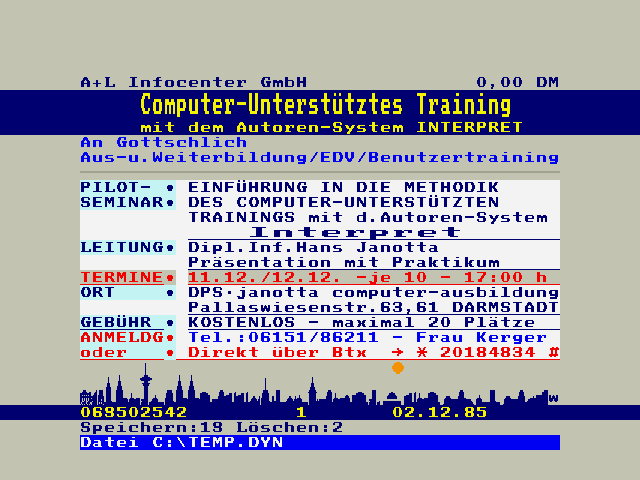 A+L Infocenter GmbH 0,00 DM
Computer-Unterstütztes Training
mit dem Autoren-System INTERPRET
An Gottschlich
Aus-u.Weiterbildung/EDV/Benutzertraining
PILOT- • EINFÜHRUNG IN DIE METHODIK
SEMINAR• DES COMPUTER-UNTERSTÜTZTEN
TRAININGS mit d.Autoren-System
Interpret
LEITUNG• Dipl.Inf.Hans Janotta
Präsentation mit Praktikum
TERMINE• 11.12./12.12. -je 10 - 17:00 h
ORT • DPS·janotta computer-ausbildung
Pallaswiesenstr.63,61 DARMSTADT
GEBÜHR • KOSTENLOS - maximal 20 Plätze
ANMELDG• Tel.:06151/86211 - Frau Kerger
oder • Direkt über Btx → * 20184834 #
068502542 1 02.12.85
Speichern:18 Löschen:2
Datei C:\TEMP.DYN